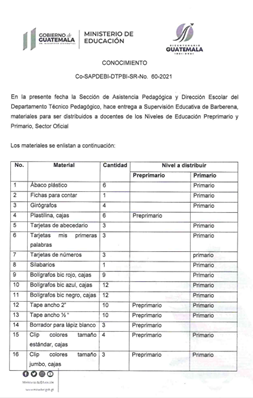 GOBIERNO de
GUATEMALA
MINISTERIO DE
EDUCACIÓN
GUATEMALA
CONOCIMIENTO
Co-SAPDEBI-DTPBI-SR-No. 60-2021
En la presente fecha la Sección de Asistencia Pedagógica y Dirección Escolar del
Departamento Técnico Pedagógico, hace entrega a Supervisión Educativa de Barberena,
materiales para ser distribuidos a docentes de los Niveles de Educación Preprimario y
Primario, Sector Oficial
Los materiales se enlistan a continuación:
No. Material Cantidad Nivel a distribuir
Preprimario Primario
1 Ábaco plástico 6 Primario
2 Fichas para contar 1 Primario
3 Girógrafos 4 Primario
4 Plastilina, cajas 6 Preprimario
5 Tarjetas de abecedario 3 Primario
6 Tarjetas mis primeras palabras 3 Primario
7 Tarjetas de números 3 primario
8 Silabarios 1 Primario
9 Bolígrafos bic rojo, cajas 9 Primario
10 Bolígrafos bic azul, cajas 12 Primario
11 Bolígrafos bic negro, cajas 12 Primario
12 Tape ancho 2" 10 Preprimario Primario
13 Tape ancho ½ " 10 Preprimario Primario
14 Borrador para lápiz blanco 3 Preprimario Primario
15 Clip colores tamaño estándar, cajas 4 Preprimario Primario
16 Clip colores tamaño jumbo, cajas 3 Preprimario Primario